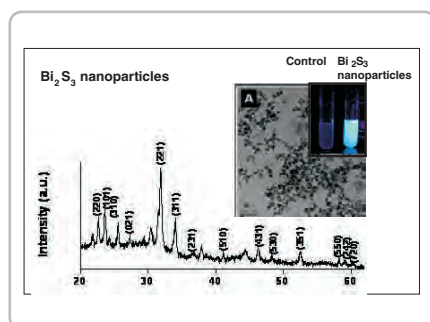 Control Bi₂S₃
nanoparticles
Bi₂S₃ nanoparticles
A
Intensity (a.u.)
(220)
(101)
(310)
(021)
(221)
(311)
(231)
(510)
(431)
(530)
(351)
(550)
20 30 40 50 60